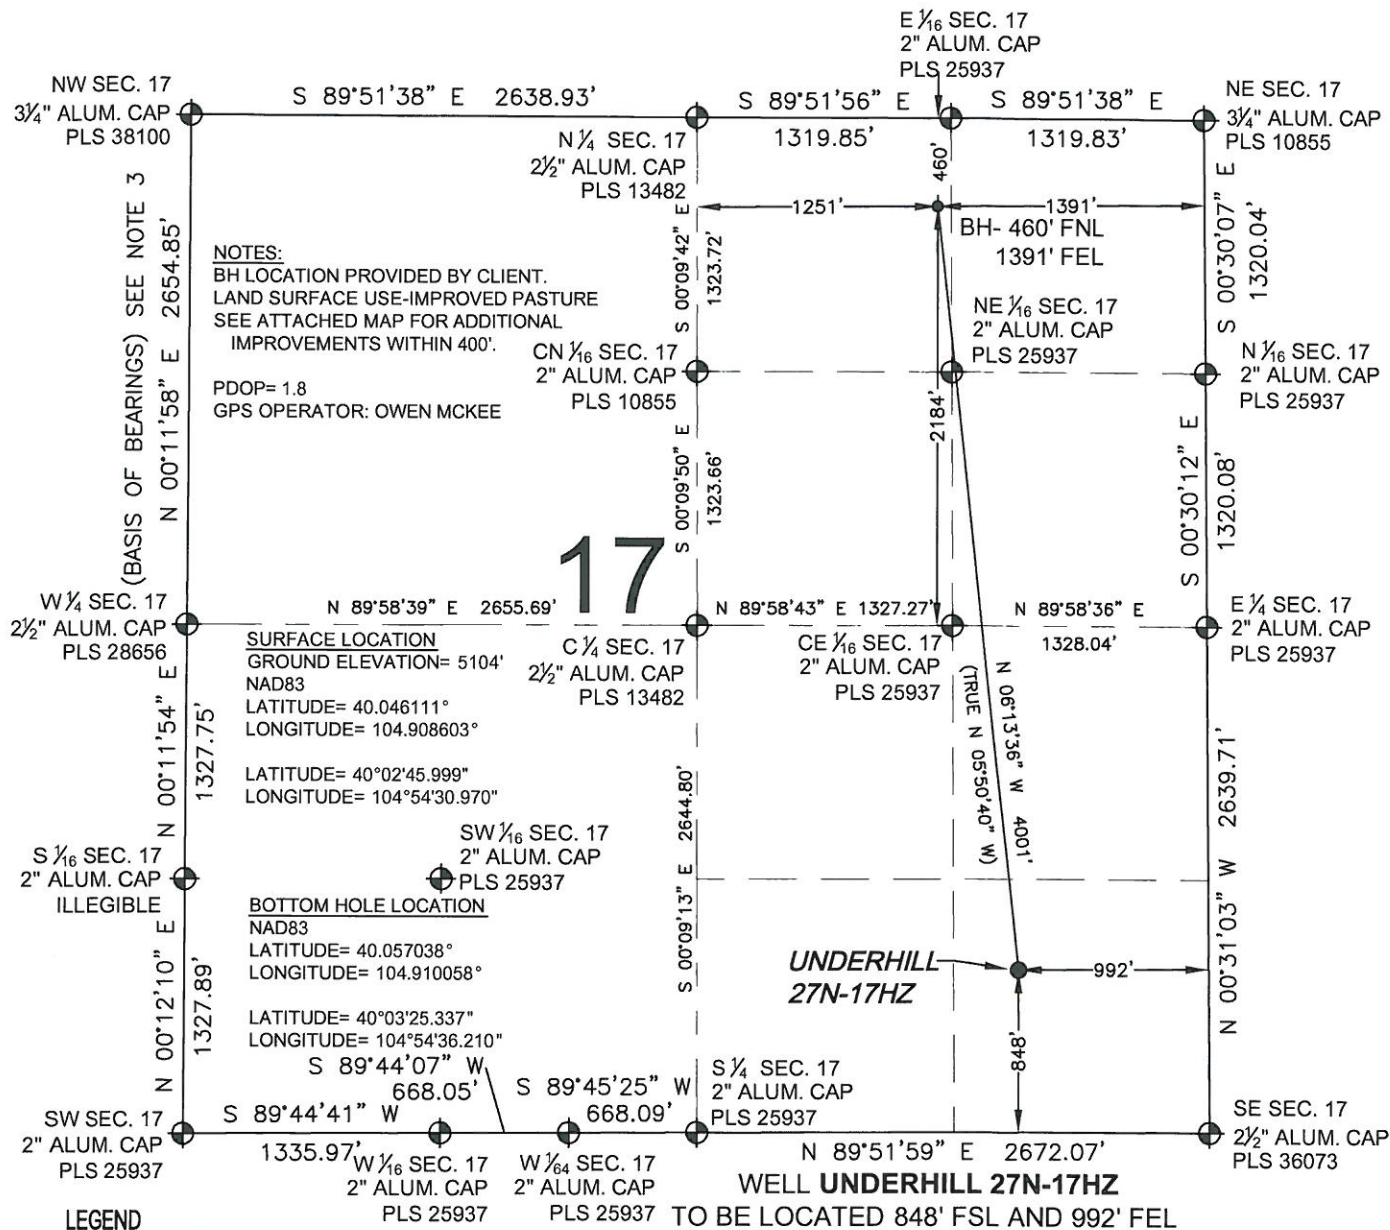 E 1/16 SEC. 17
2" ALUM. CAP
PLS 25937
NW SEC. 17
3 1/4" ALUM. CAP
PLS 38100
S 89°51'38" E 2638.93'
S 89°51'56" E
1319.85'
S 89°51'38" E
1319.83'
NE SEC. 17
3 1/4" ALUM. CAP
PLS 10855
N 1/4 SEC. 17
2 1/2" ALUM. CAP
PLS 13482
460'
1251'
1391'
BH- 460' FNL
1391' FEL
(BASIS OF BEARINGS) SEE NOTE 3
N 00°11'58" E 2654.85'
NOTES:
BH LOCATION PROVIDED BY CLIENT.
LAND SURFACE USE-IMPROVED PASTURE
SEE ATTACHED MAP FOR ADDITIONAL
IMPROVEMENTS WITHIN 400'.
PDOP= 1.8
GPS OPERATOR: OWEN MCKEE
S 00°09'42" E
1323.72'
S 00°30'07" E
1320.04'
NE 1/16 SEC. 17
2" ALUM. CAP
PLS 25937
CN 1/16 SEC. 17
2" ALUM. CAP
PLS 10855
N 1/16 SEC. 17
2" ALUM. CAP
PLS 25937
2184'
S 00°09'50" E
1323.66'
S 00°30'12" E
1320.08'
17
W 1/4 SEC. 17
2 1/2" ALUM. CAP
PLS 28656
N 89°58'39" E 2655.69'
N 89°58'43" E 1327.27'
N 89°58'36" E
1328.04'
E 1/4 SEC. 17
2" ALUM. CAP
PLS 25937
C 1/4 SEC. 17
2 1/2" ALUM. CAP
PLS 13482
CE 1/16 SEC. 17
2" ALUM. CAP
PLS 25937
SURFACE LOCATION
GROUND ELEVATION= 5104'
NAD83
LATITUDE= 40.046111°
LONGITUDE= 104.908603°
LATITUDE= 40°02'45.999"
LONGITUDE= 104°54'30.970"
N 00°11'54" E
1327.75'
N 06°13'36" W 4001'
(TRUE N 05°50'40" W)
S 00°09'13" E 2644.80'
N 00°31'03" W 2639.71'
S 1/16 SEC. 17
2" ALUM. CAP
ILLEGIBLE
SW 1/16 SEC. 17
2" ALUM. CAP
PLS 25937
BOTTOM HOLE LOCATION
NAD83
LATITUDE= 40.057038°
LONGITUDE= 104.910058°
LATITUDE= 40°03'25.337"
LONGITUDE= 104°54'36.210"
N 00°12'10" E
1327.89'
UNDERHILL
27N-17HZ
992'
848'
S 89°44'07" W
668.05'
S 89°45'25" W
668.09'
S 89°44'41" W
1335.97'
S 1/4 SEC. 17
2" ALUM. CAP
PLS 25937
SW SEC. 17
2" ALUM. CAP
PLS 25937
W 1/16 SEC. 17
2" ALUM. CAP
PLS 25937
W 1/64 SEC. 17
2" ALUM. CAP
PLS 25937
N 89°51'59" E 2672.07'
SE SEC. 17
2 1/2" ALUM. CAP
PLS 36073
WELL UNDERHILL 27N-17HZ
TO BE LOCATED 848' FSL AND 992' FEL
LEGEND